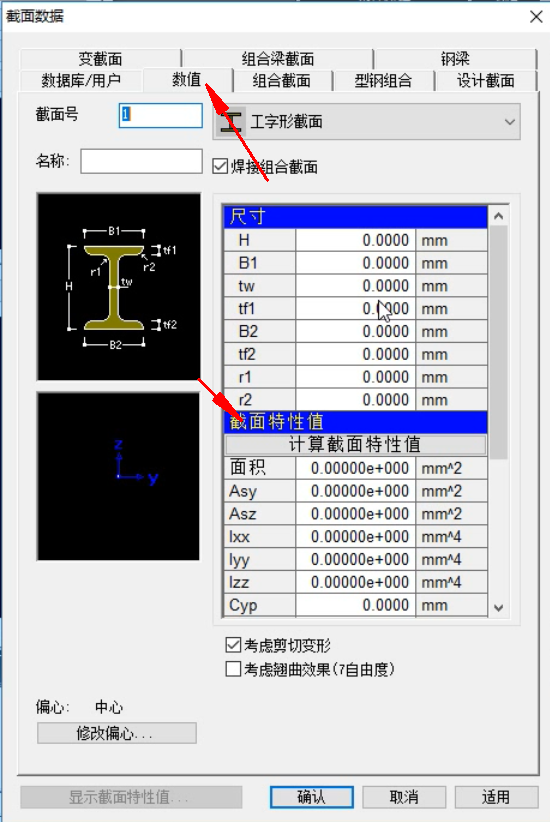 截面数据
变截面 组合梁截面 钢梁
数据库/用户 数值 组合截面 型钢组合 设计截面
截面号 1 工字形截面
名称: 焊接组合截面
B1
tf1
r1 r2
H tw
tf2
B2
z
y
尺寸
H 0.0000 mm
B1 0.0000 mm
tw 0.0000 mm
tf1 0.0000 mm
B2 0.0000 mm
tf2 0.0000 mm
r1 0.0000 mm
r2 0.0000 mm
截面特性值
计算截面特性值
面积 0.00000e+000 mm^2
Asy 0.00000e+000 mm^2
Asz 0.00000e+000 mm^2
Ixx 0.00000e+000 mm^4
Iyy 0.00000e+000 mm^4
Izz 0.00000e+000 mm^4
Cyp 0.0000 mm
考虑剪切变形
考虑翘曲效果(7自由度)
偏心: 中心
修改偏心...
显示截面特性值... 确认 取消 适用